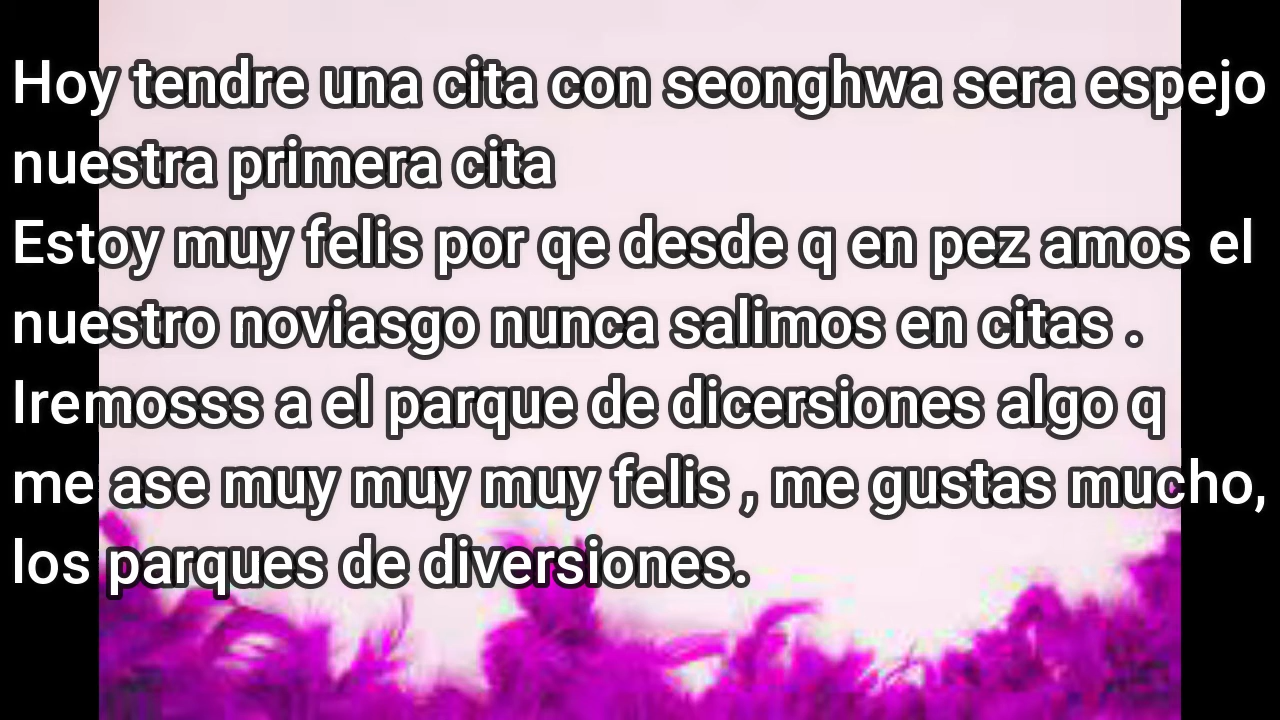 Hoy tendre una cita con seonghwa sera espejo
nuestra primera cita
Estoy muy felis por qe desde q en pez amos el
nuestro noviasgo nunca salimos en citas .
Iremosss a el parque de dicersiones algo q
me ase muy muy muy felis , me gustas mucho,
los parques de diversiones.